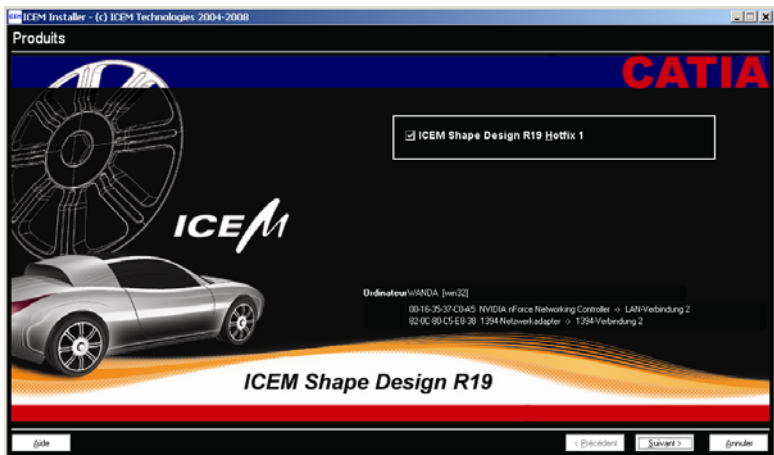 ICEM Installer - (c) ICEM Technologies 2004-2008
Produits
CATIA
ICEM Shape Design R19 Hotfix 1
ICEM
Ordinateur WANDA [win32]
00-16-35-37-C0-A5 NVIDIA nForce Networking Controller -> LAN-Verbindung 2
82-0C-80-C5-E8-38 1394-Netzwerkadapter -> 1394-Verbindung 2
ICEM Shape Design R19
Aide
< Précédent
Suivant >
Annuler